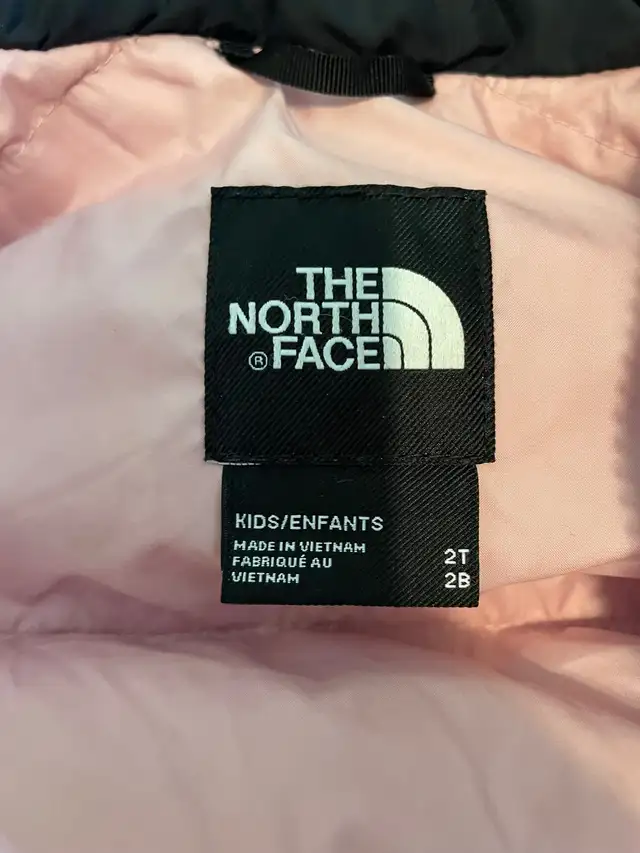 THE
NORTH
® FACE
KIDS/ENFANTS
MADE IN VIETNAM
FABRIQUÉ AU
VIETNAM
2T
2B